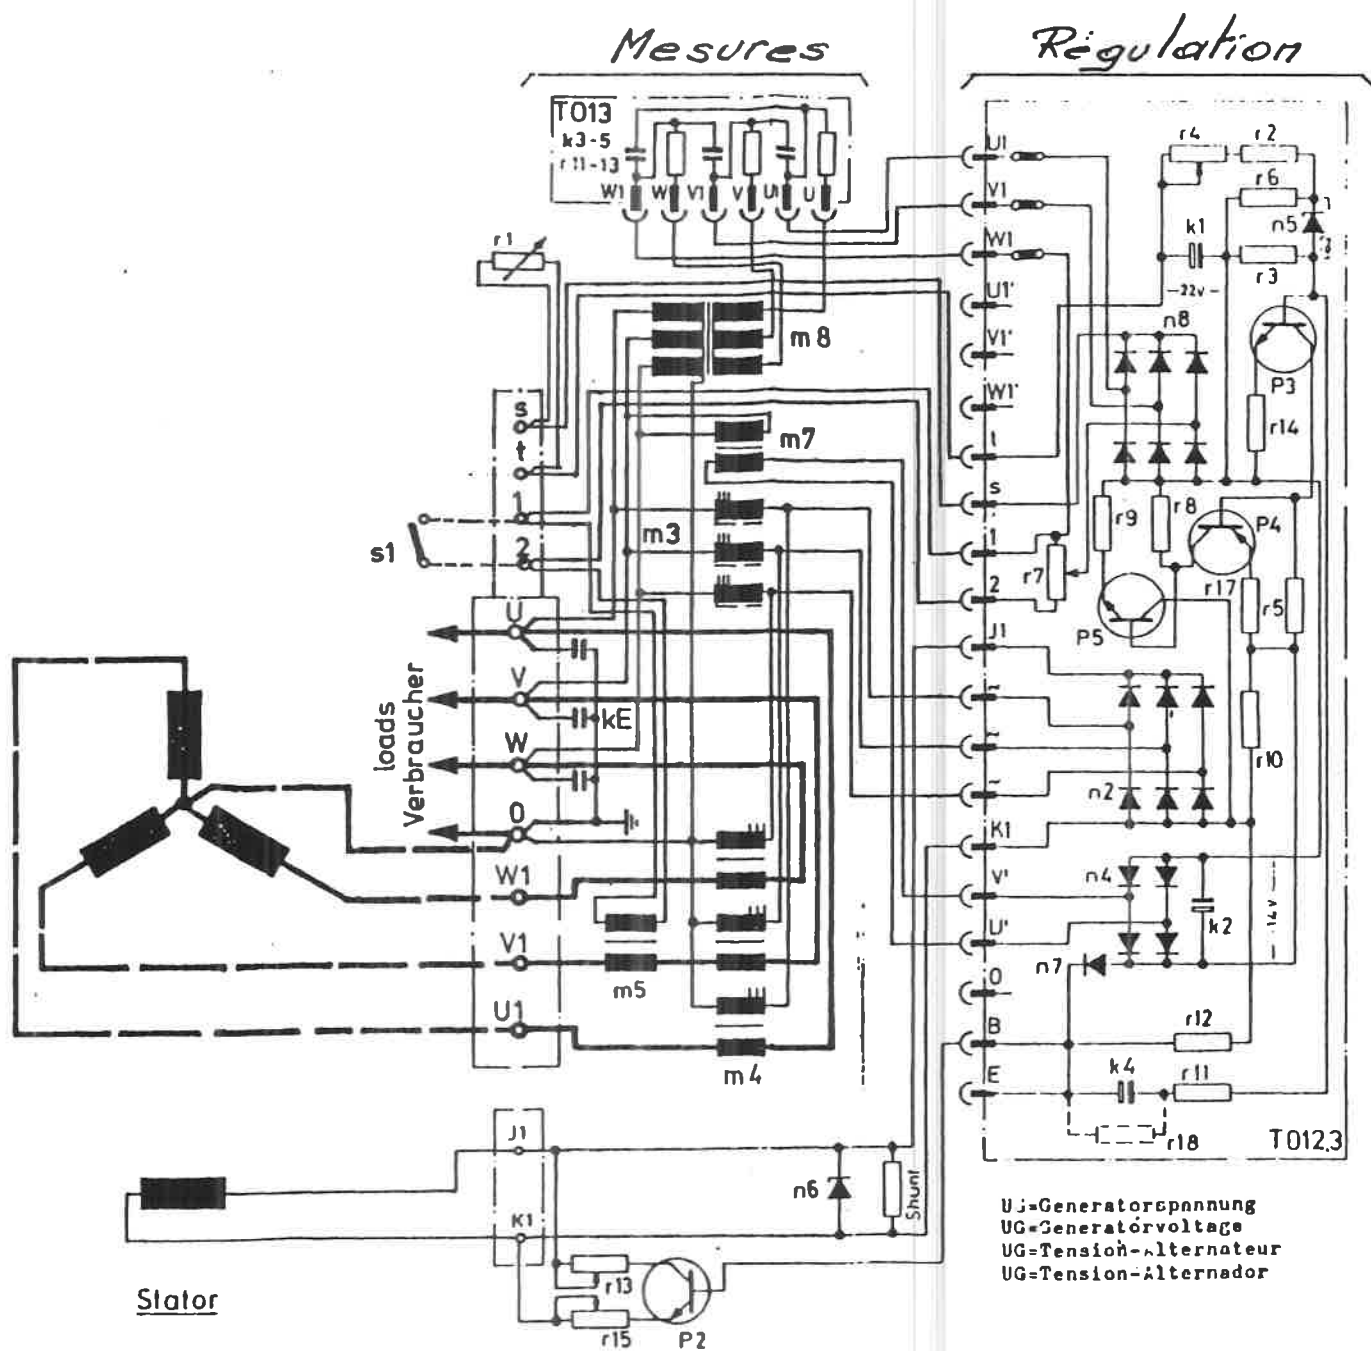 Mesures
Régulation
T013
k3-5
r11-13
W1 W V1 V U1 U
r1
m8
s
t
1
2
s1
m7
m3
U
V
W
0
W1
V1
U1
kE
loads
Verbraucher
m5
m4
U1
V1
W1
U1'
V1'
W1'
t
s
1
2
J1
~
~
~
K1
V'
U'
0
B
E
r4
r2
r6
n5
k1
r3
-22v-
n8
P3
r14
r9
r8
P4
r7
r17
r5
P5
n2
r10
n4
k2
-14v-
n7
r12
k4
r11
r18
T012,3
J1
K1
n6
Shunt
r13
r15
P2
Stator
UG=Generatorspannung
UG=Generatorvoltage
UG=Tension-Alternateur
UG=Tension-Alternador